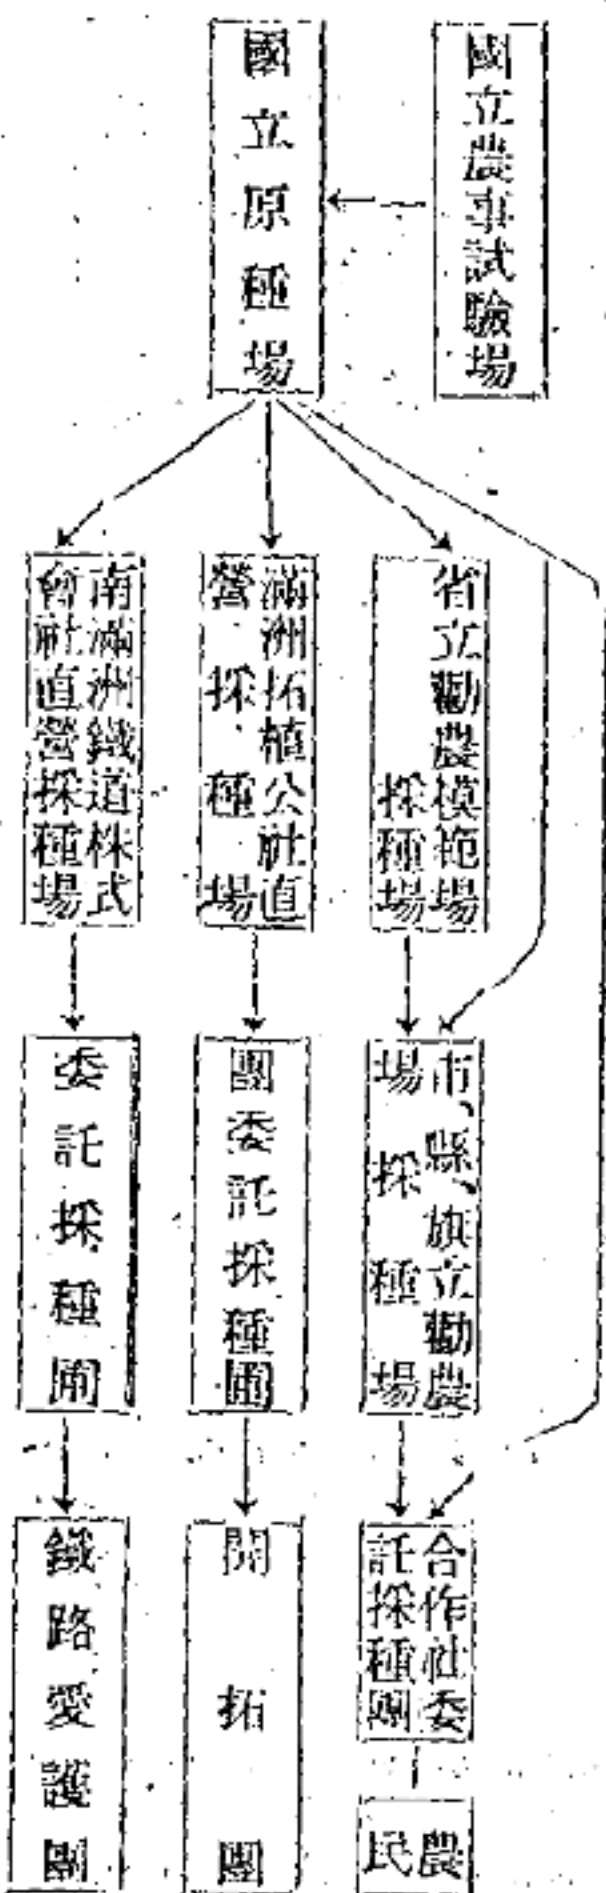 國立農事試驗場
國立原種場
省立勸農模範場
採種場
滿洲拓植公社直
營採種場
南滿洲鐵道株式
會社直營採種場
市、縣、旗立勸農
場採種場
團委託採種圃
委託採種圃
合作社委
託採種圃
開拓團
鐵路愛護團
農民